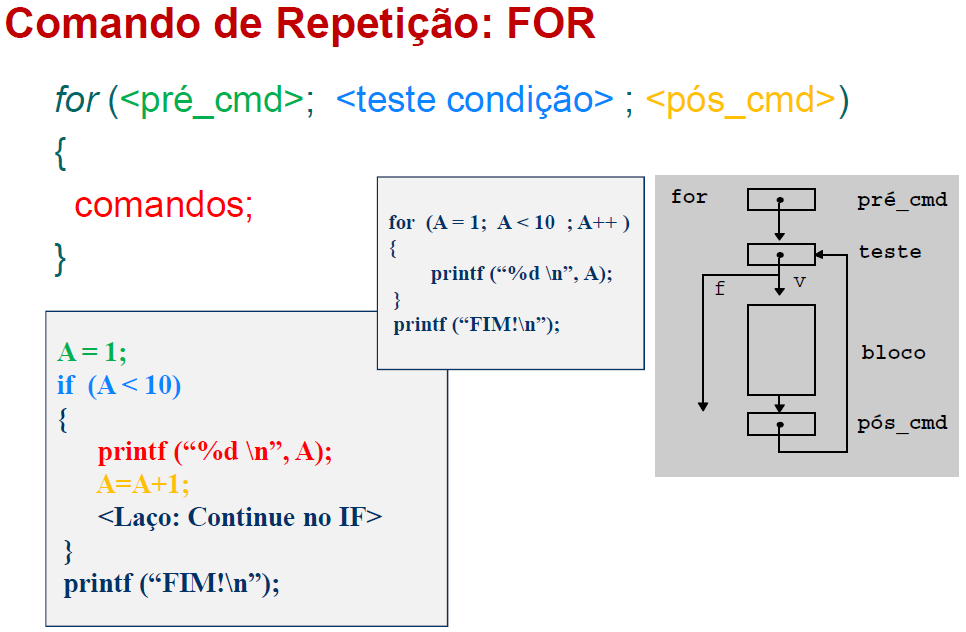 Comando de Repetição: FOR
for (<pré_cmd>; <teste condição> ; <pós_cmd>)
{
comandos;
}
for (A = 1; A < 10 ; A++ )
{
printf (“%d \n”, A);
}
printf (“FIM!\n”);
A = 1;
if (A < 10)
{
printf (“%d \n”, A);
A=A+1;
<Laço: Continue no IF>
}
printf (“FIM!\n”);
for
pré_cmd
teste
f
v
bloco
pós_cmd